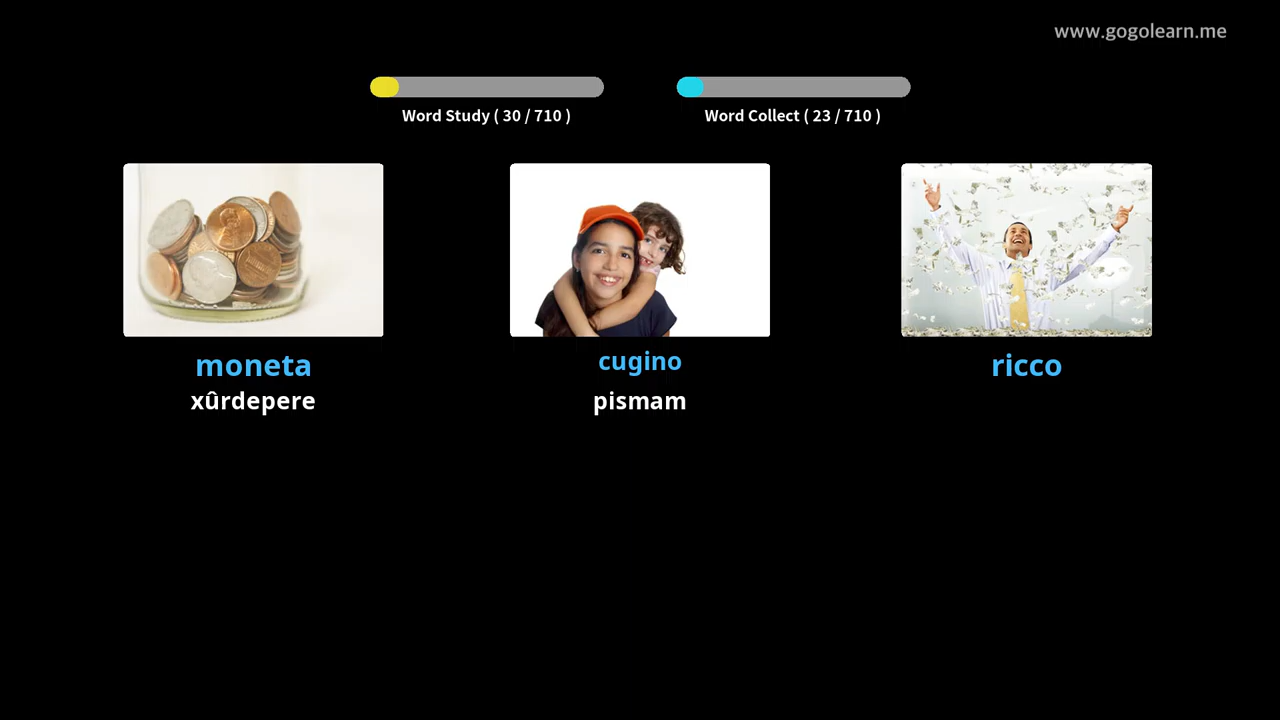 www.gogolearn.me
Word Study ( 30 / 710 )
Word Collect ( 23 / 710 )
moneta
xûrdepere
cugino
pismam
ricco